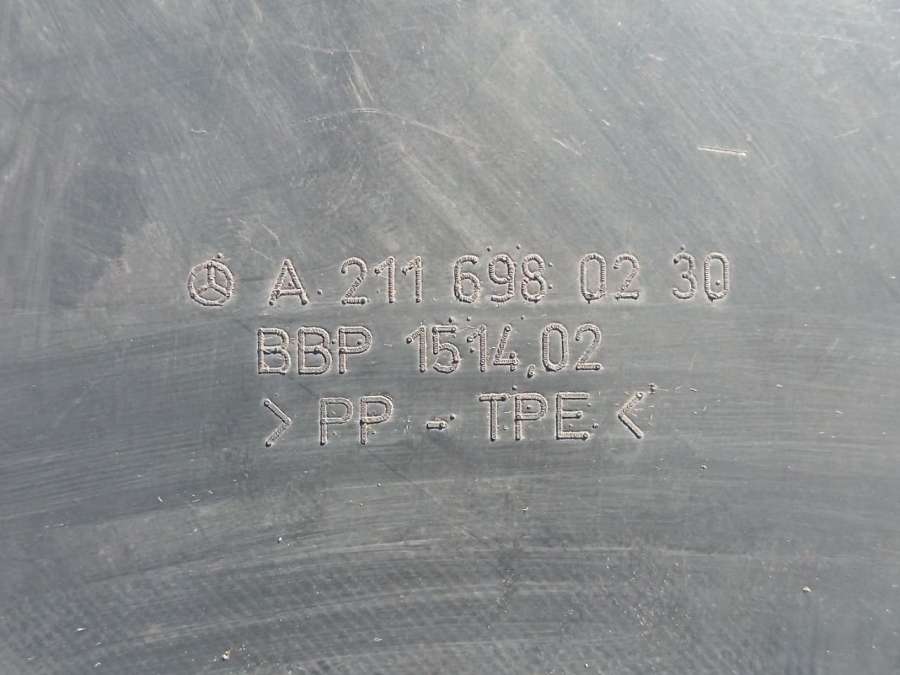 A 211 698 02 30
BBP 1514,02
> PP - TPE <